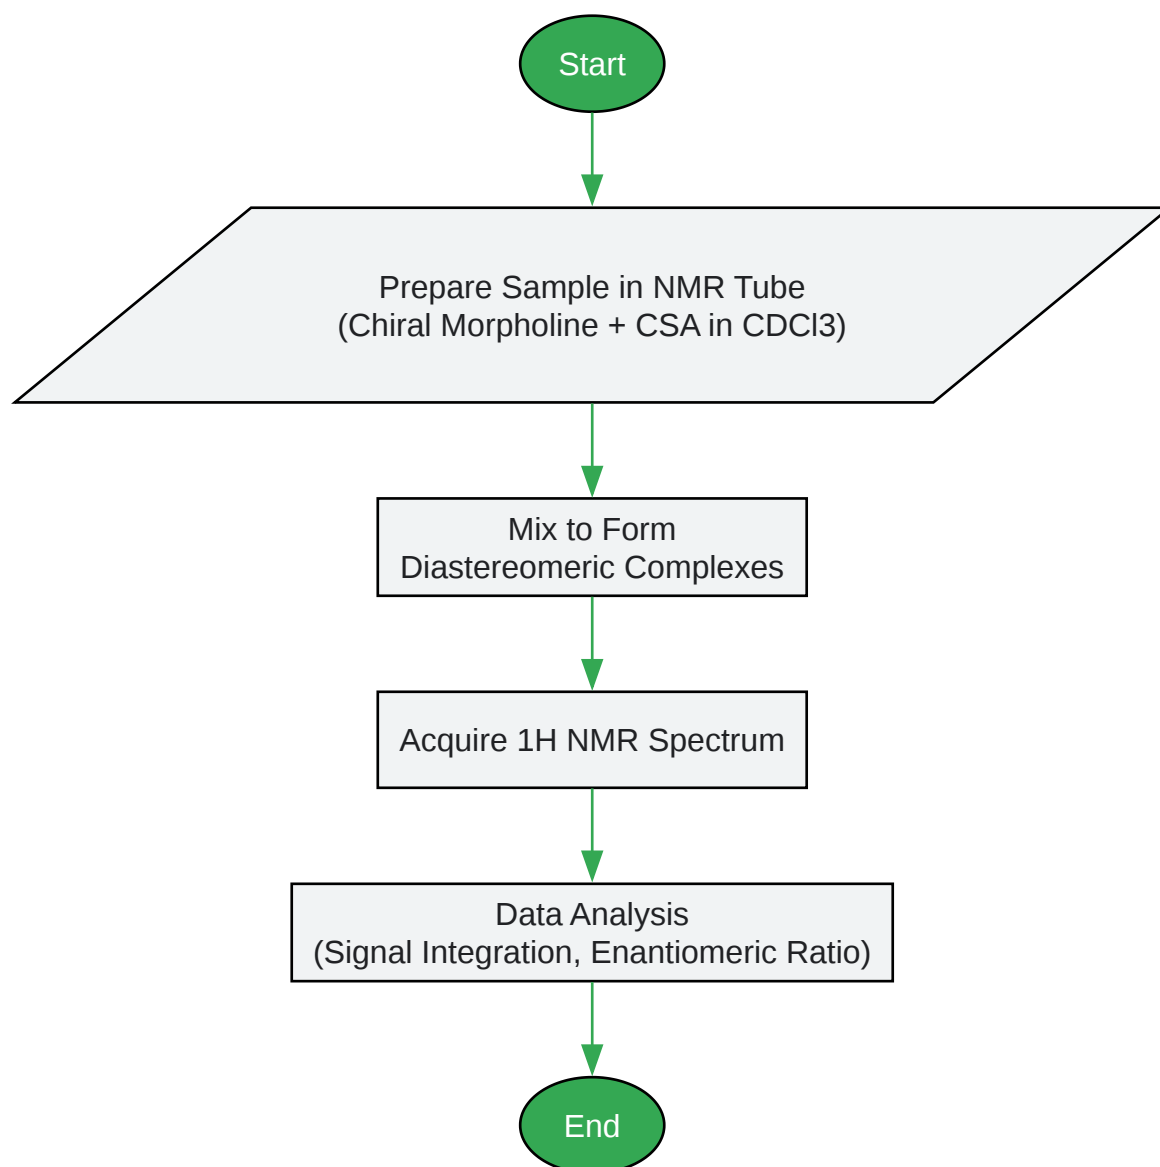 Start
Prepare Sample in NMR Tube
(Chiral Morpholine + CSA in CDCl3)
Mix to Form
Diastereomeric Complexes
Acquire 1H NMR Spectrum
Data Analysis
(Signal Integration, Enantiomeric Ratio)
End